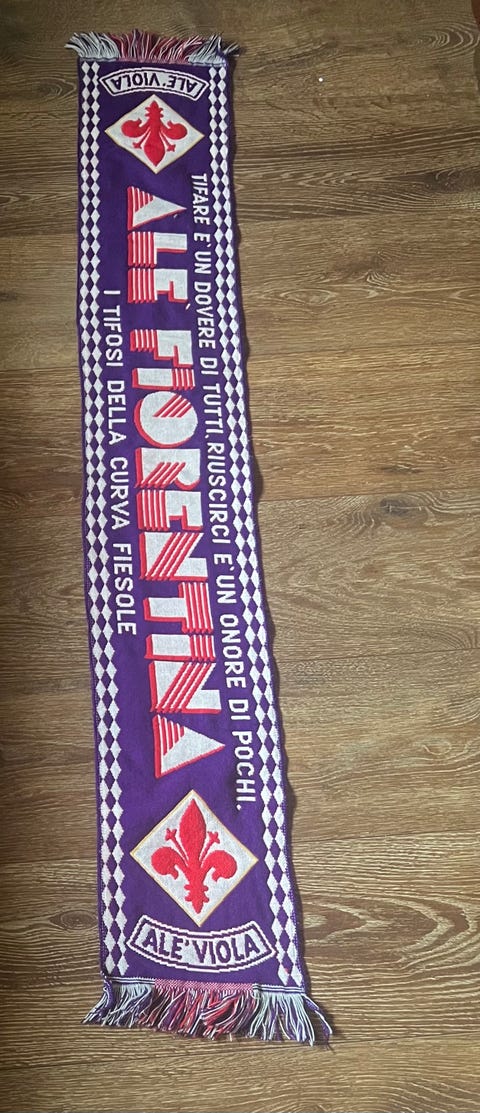 ALE' VIOLA
TIFARE E' UN DOVERE DI TUTTI, RIUSCIRCI E' UN ONORE DI POCHI.
ALE' FIORENTINA
I TIFOSI DELLA CURVA FIESOLE
ALE' VIOLA